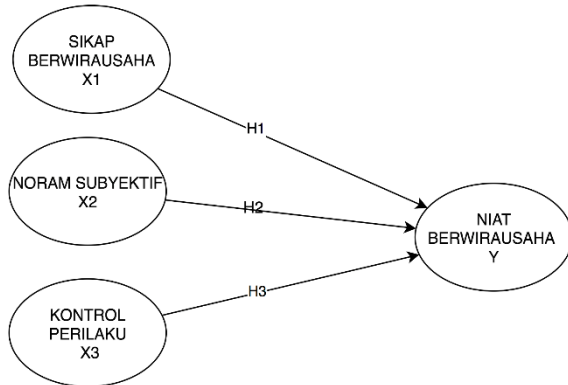 SIKAP
BERWIRAUSAHA
X1
H1
NORAM SUBYEKTIF
X2
H2
NIAT
BERWIRAUSAHA
Y
H3
KONTROL
PERILAKU
X3